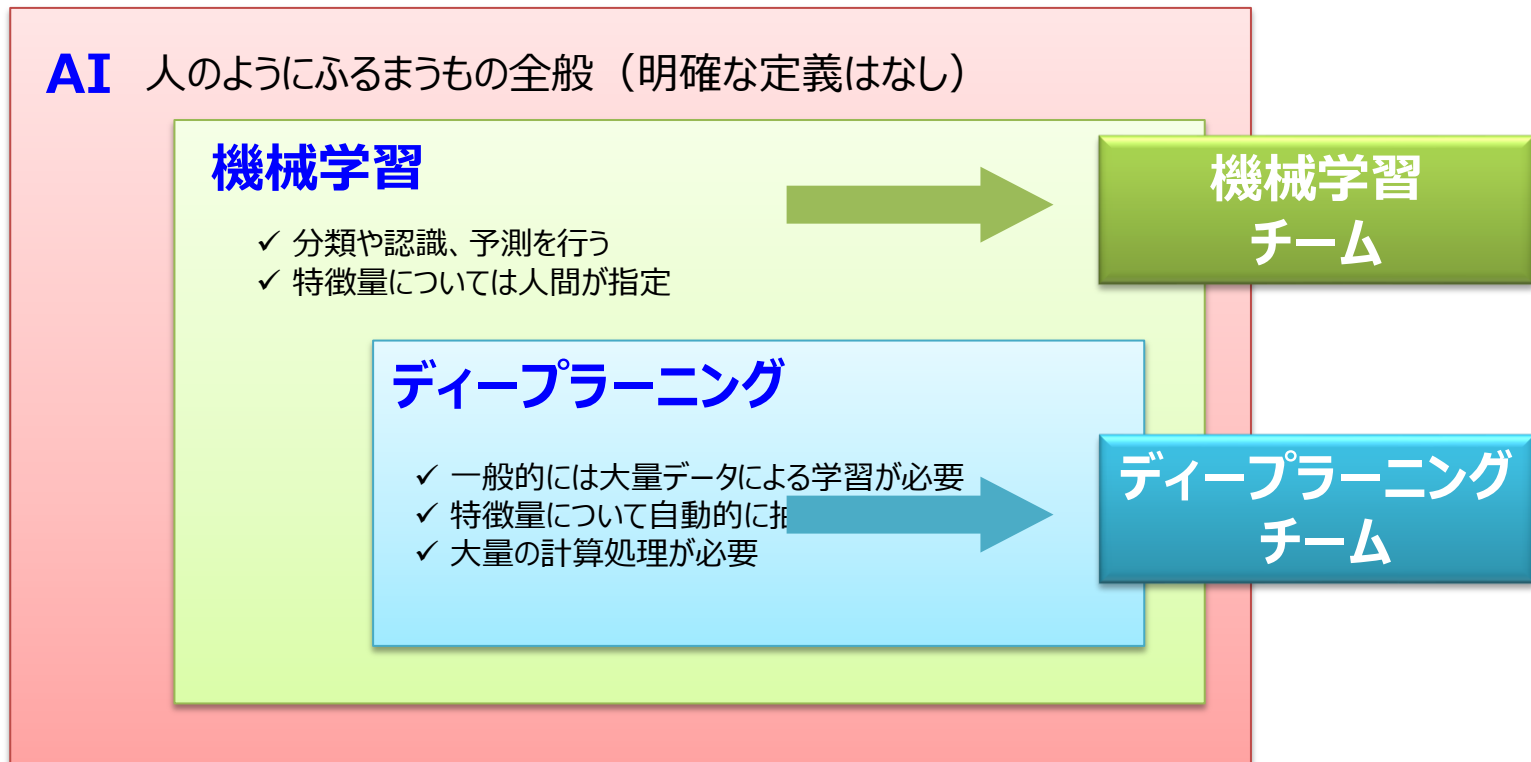 AI 人のようにふるまうもの全般（明確な定義はなし）
機械学習
✓ 分類や認識、予測を行う
✓ 特徴量については人間が指定
機械学習
チーム
ディープラーニング
✓ 一般的には大量データによる学習が必要
✓ 特徴量について自動的に抽
✓ 大量の計算処理が必要
ディープラーニング
チーム